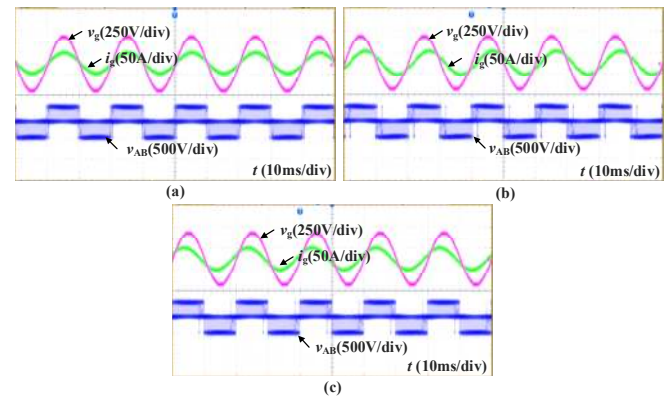 vg(250V/div)
ig(50A/div)
vAB(500V/div)
t (10ms/div)
(a)
vg(250V/div)
ig(50A/div)
vAB(500V/div)
t (10ms/div)
(b)
vg(250V/div)
ig(50A/div)
vAB(500V/div)
t (10ms/div)
(c)